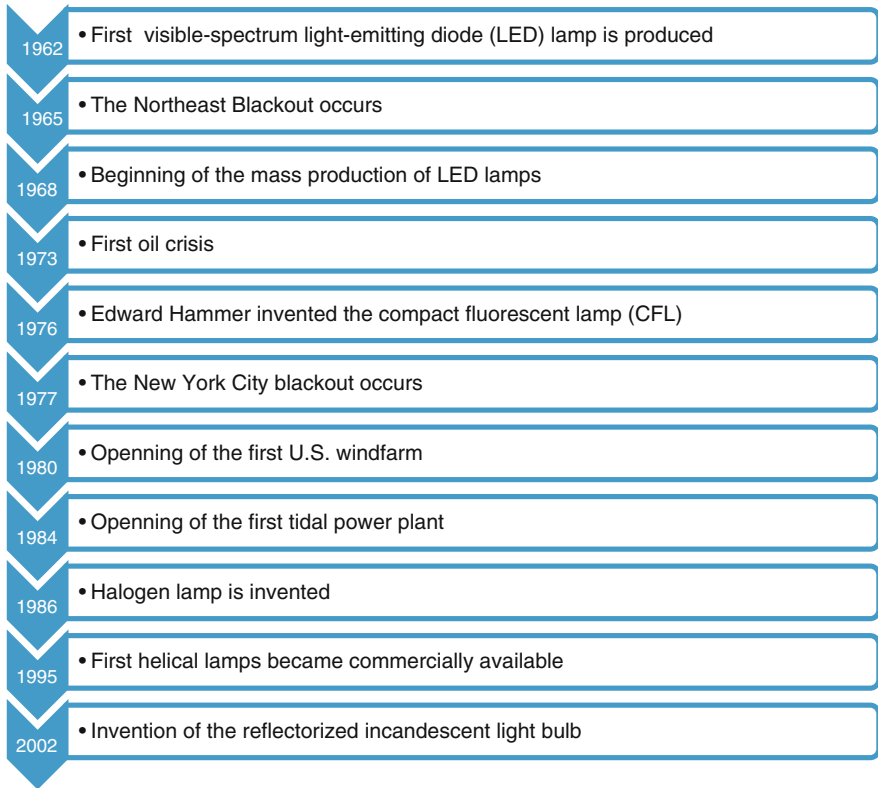 1962
• First visible-spectrum light-emitting diode (LED) lamp is produced
1965
• The Northeast Blackout occurs
1968
• Beginning of the mass production of LED lamps
1973
• First oil crisis
1976
• Edward Hammer invented the compact fluorescent lamp (CFL)
1977
• The New York City blackout occurs
1980
• Openning of the first U.S. windfarm
1984
• Openning of the first tidal power plant
1986
• Halogen lamp is invented
1995
• First helical lamps became commercially available
2002
• Invention of the reflectorized incandescent light bulb